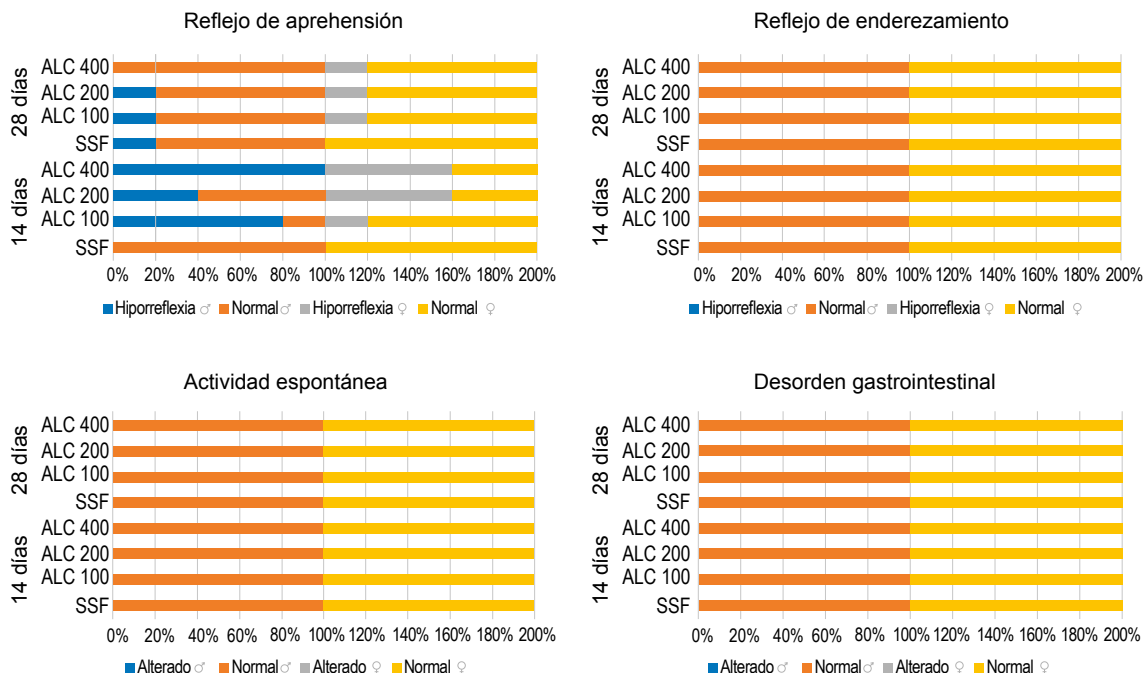 Reflejo de aprehensión
28 días
14 días
ALC 400
ALC 200
ALC 100
SSF
ALC 400
ALC 200
ALC 100
SSF
0% 20% 40% 60% 80% 100% 120% 140% 160% 180% 200%
Hiporreflexia ♂ Normal♂ Hiporreflexia ♀ Normal ♀
Reflejo de enderezamiento
28 días
14 días
ALC 400
ALC 200
ALC 100
SSF
ALC 400
ALC 200
ALC 100
SSF
0% 20% 40% 60% 80% 100% 120% 140% 160% 180% 200%
Hiporreflexia ♂ Normal♂ Hiporreflexia ♀ Normal ♀
Actividad espontánea
28 días
14 días
ALC 400
ALC 200
ALC 100
SSF
ALC 400
ALC 200
ALC 100
SSF
0% 20% 40% 60% 80% 100% 120% 140% 160% 180% 200%
Alterado ♂ Normal♂ Alterado ♀ Normal ♀
Desorden gastrointestinal
28 días
14 días
ALC 400
ALC 200
ALC 100
SSF
ALC 400
ALC 200
ALC 100
SSF
0% 20% 40% 60% 80% 100% 120% 140% 160% 180% 200%
Alterado ♂ Normal♂ Alterado ♀ Normal ♀